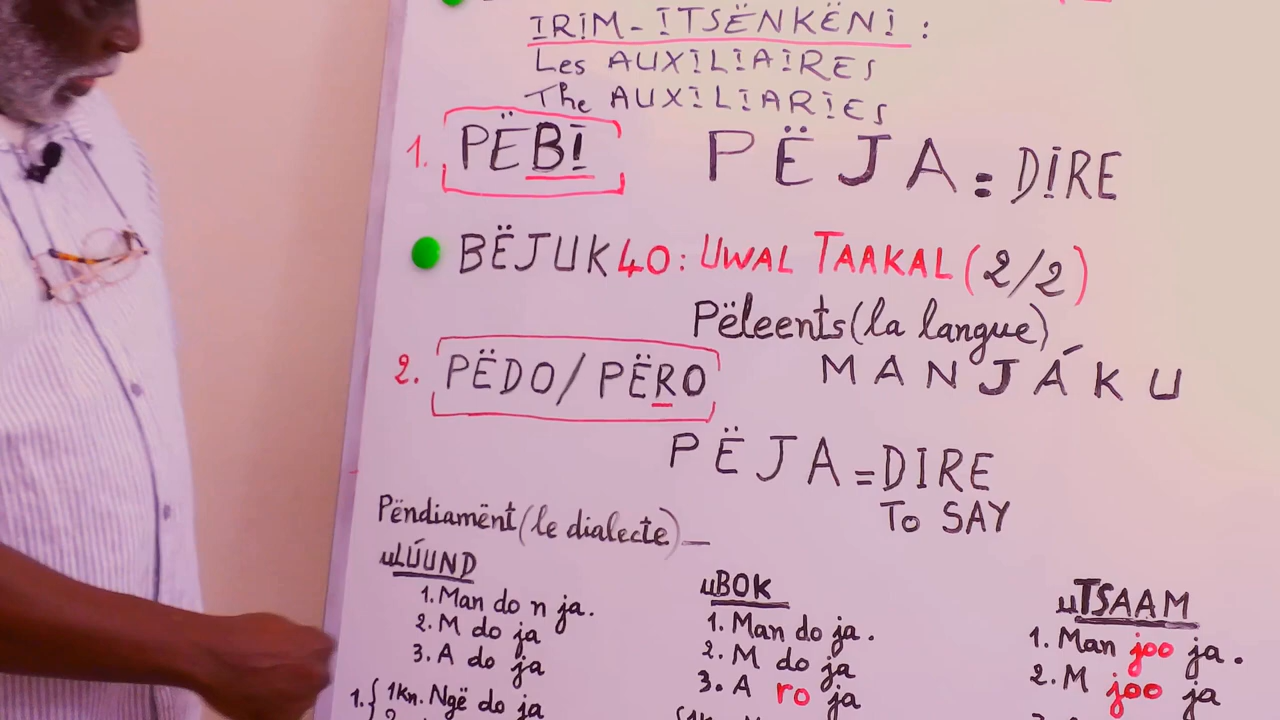 IRIM-ITSËNKËNI :
Les AUXILIAIRES
The AUXILIARIES
1. PËBI PËJA = DIRE
BËJUK 40: UWAL TAAKAL (2/2)
Pëleents (la langue)
MANJÁKU
2. PËDO/PËRO
PËJA = DIRE
To SAY
Pëndiamënt (le dialecte) —
uLÚUND
1. Man do n ja.
2. M do ja
3. A do ja
1. { 1Kn. Ngë do ja
uBOK
1. Man do ja.
2. M do ja
3. A ro ja
uTSAAM
1. Man joo ja.
2. M joo ja